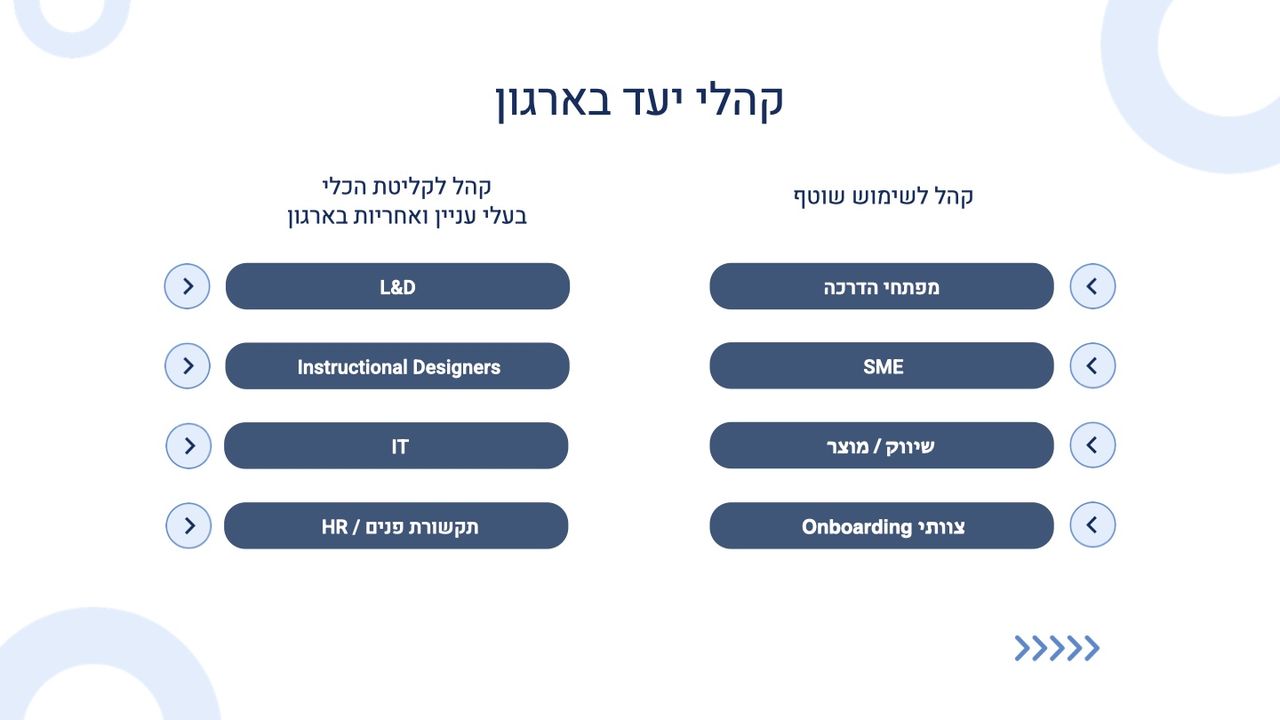 קהלי יעד בארגון
קהל לשימוש שוטף
מפתחי הדרכה
SME
שיווק / מוצר
צוותי Onboarding
קהל לקליטת הכלי
בעלי עניין ואחריות בארגון
L&D
Instructional Designers
IT
תקשורת פנים / HR